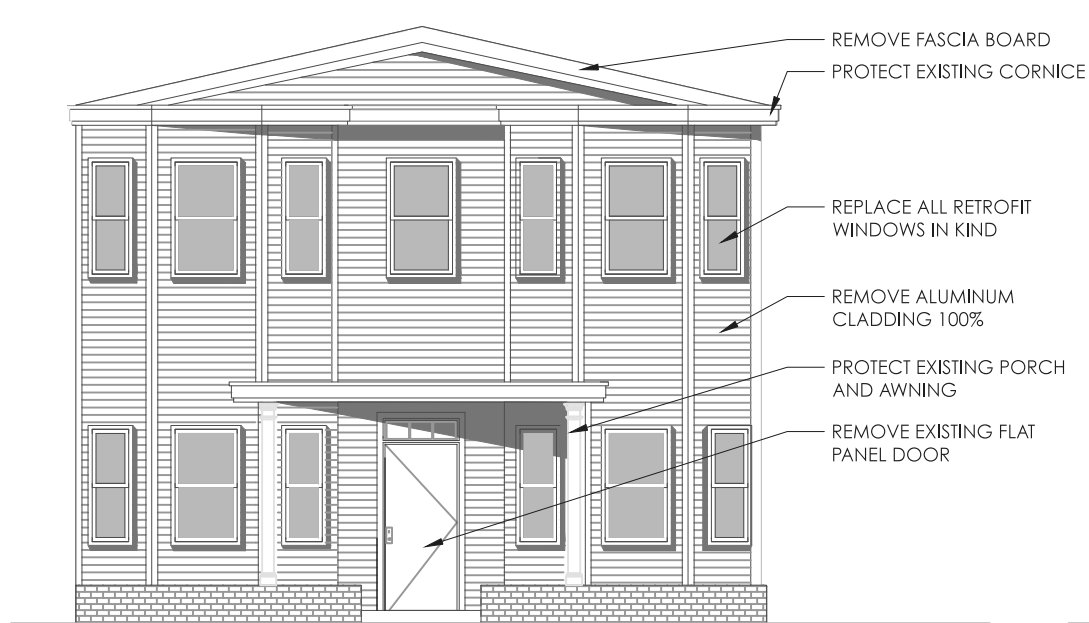 REMOVE FASCIA BOARD
PROTECT EXISTING CORNICE
REPLACE ALL RETROFIT
WINDOWS IN KIND
REMOVE ALUMINUM
CLADDING 100%
PROTECT EXISTING PORCH
AND AWNING
REMOVE EXISTING FLAT
PANEL DOOR